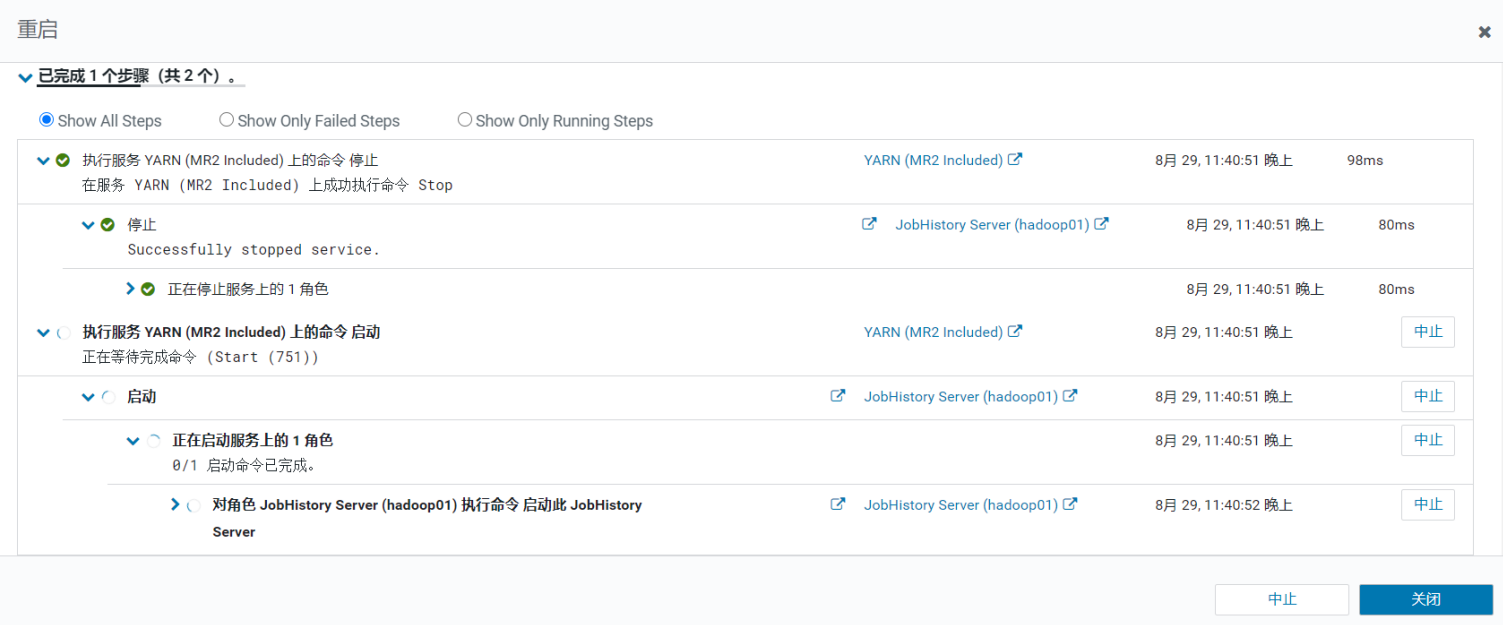 重启
已完成 1 个步骤（共 2 个）。
Show All Steps Show Only Failed Steps Show Only Running Steps
执行服务 YARN (MR2 Included) 上的命令 停止 YARN (MR2 Included) 8月 29, 11:40:51 晚上 98ms
在服务 YARN (MR2 Included) 上成功执行命令 Stop
停止 JobHistory Server (hadoop01) 8月 29, 11:40:51 晚上 80ms
Successfully stopped service.
正在停止服务上的 1 角色 8月 29, 11:40:51 晚上 80ms
执行服务 YARN (MR2 Included) 上的命令 启动 YARN (MR2 Included) 8月 29, 11:40:51 晚上 中止
正在等待完成命令 (Start (751))
启动 JobHistory Server (hadoop01) 8月 29, 11:40:51 晚上 中止
正在启动服务上的 1 角色 8月 29, 11:40:51 晚上 中止
0/1 启动命令已完成。
对角色 JobHistory Server (hadoop01) 执行命令 启动此 JobHistory JobHistory Server (hadoop01) 8月 29, 11:40:52 晚上 中止
Server
中止 关闭